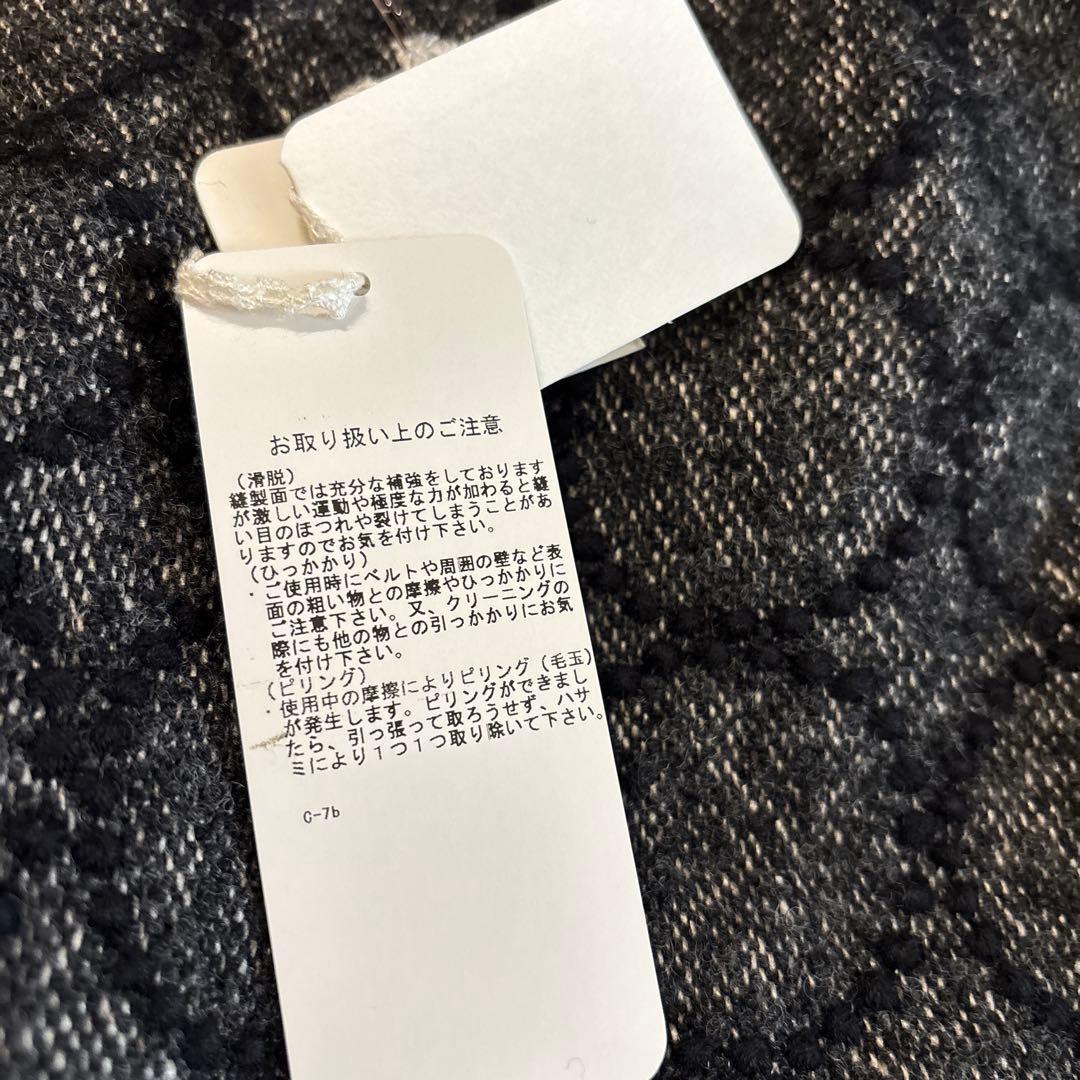 お取り扱い上のご注意
(滑脱)
縫製面では充分な補強をしております
が激しい運動や極度な力が加わると縫
い目のほつれや裂けてしまうことがあ
りますのでお気を付け下さい。
(ひっかかり)
・ご使用時にベルトや周囲の壁など表
面の粗い物との摩擦やひっかかりに
ご注意下さい。又、クリーニングの
際にも他の物との引っかかりにお気
を付け下さい。
(ピリング)
・使用中の摩擦によりピリング(毛玉)
が発生します。ピリングができまし
たら、引っ張って取ろうせず、ハサ
ミにより1つ1つ取り除いて下さい。
C-7b